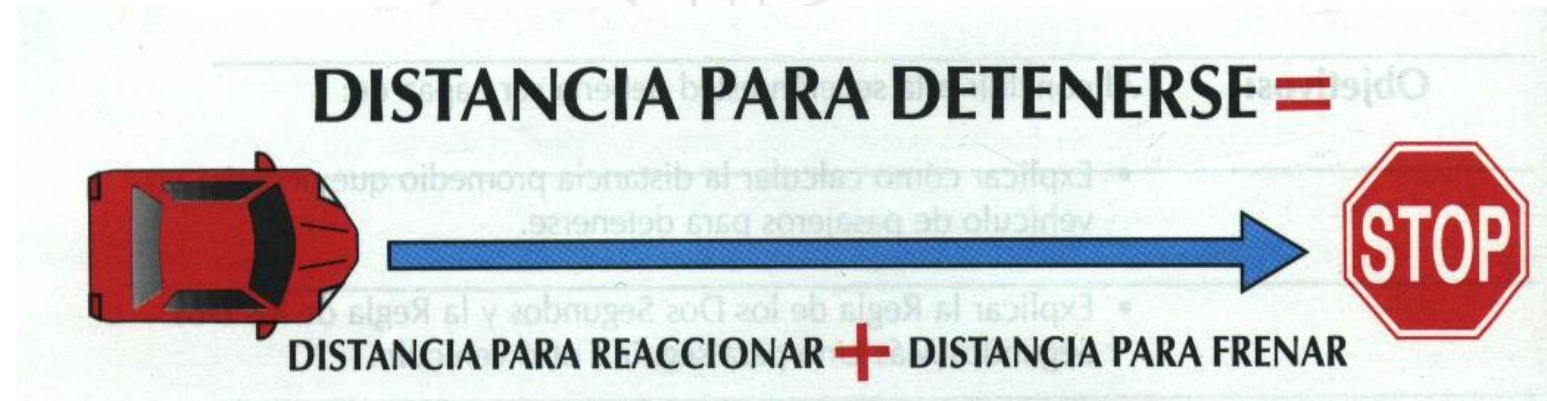 DISTANCIA PARA DETENERSE =
STOP
DISTANCIA PARA REACCIONAR + DISTANCIA PARA FRENAR
Objetivos
• Explicar cómo calcular la distancia promedio que
vehículo de pasajeros para detenerse.
• Explicar la Regla de los Dos Segundos y la Regla de